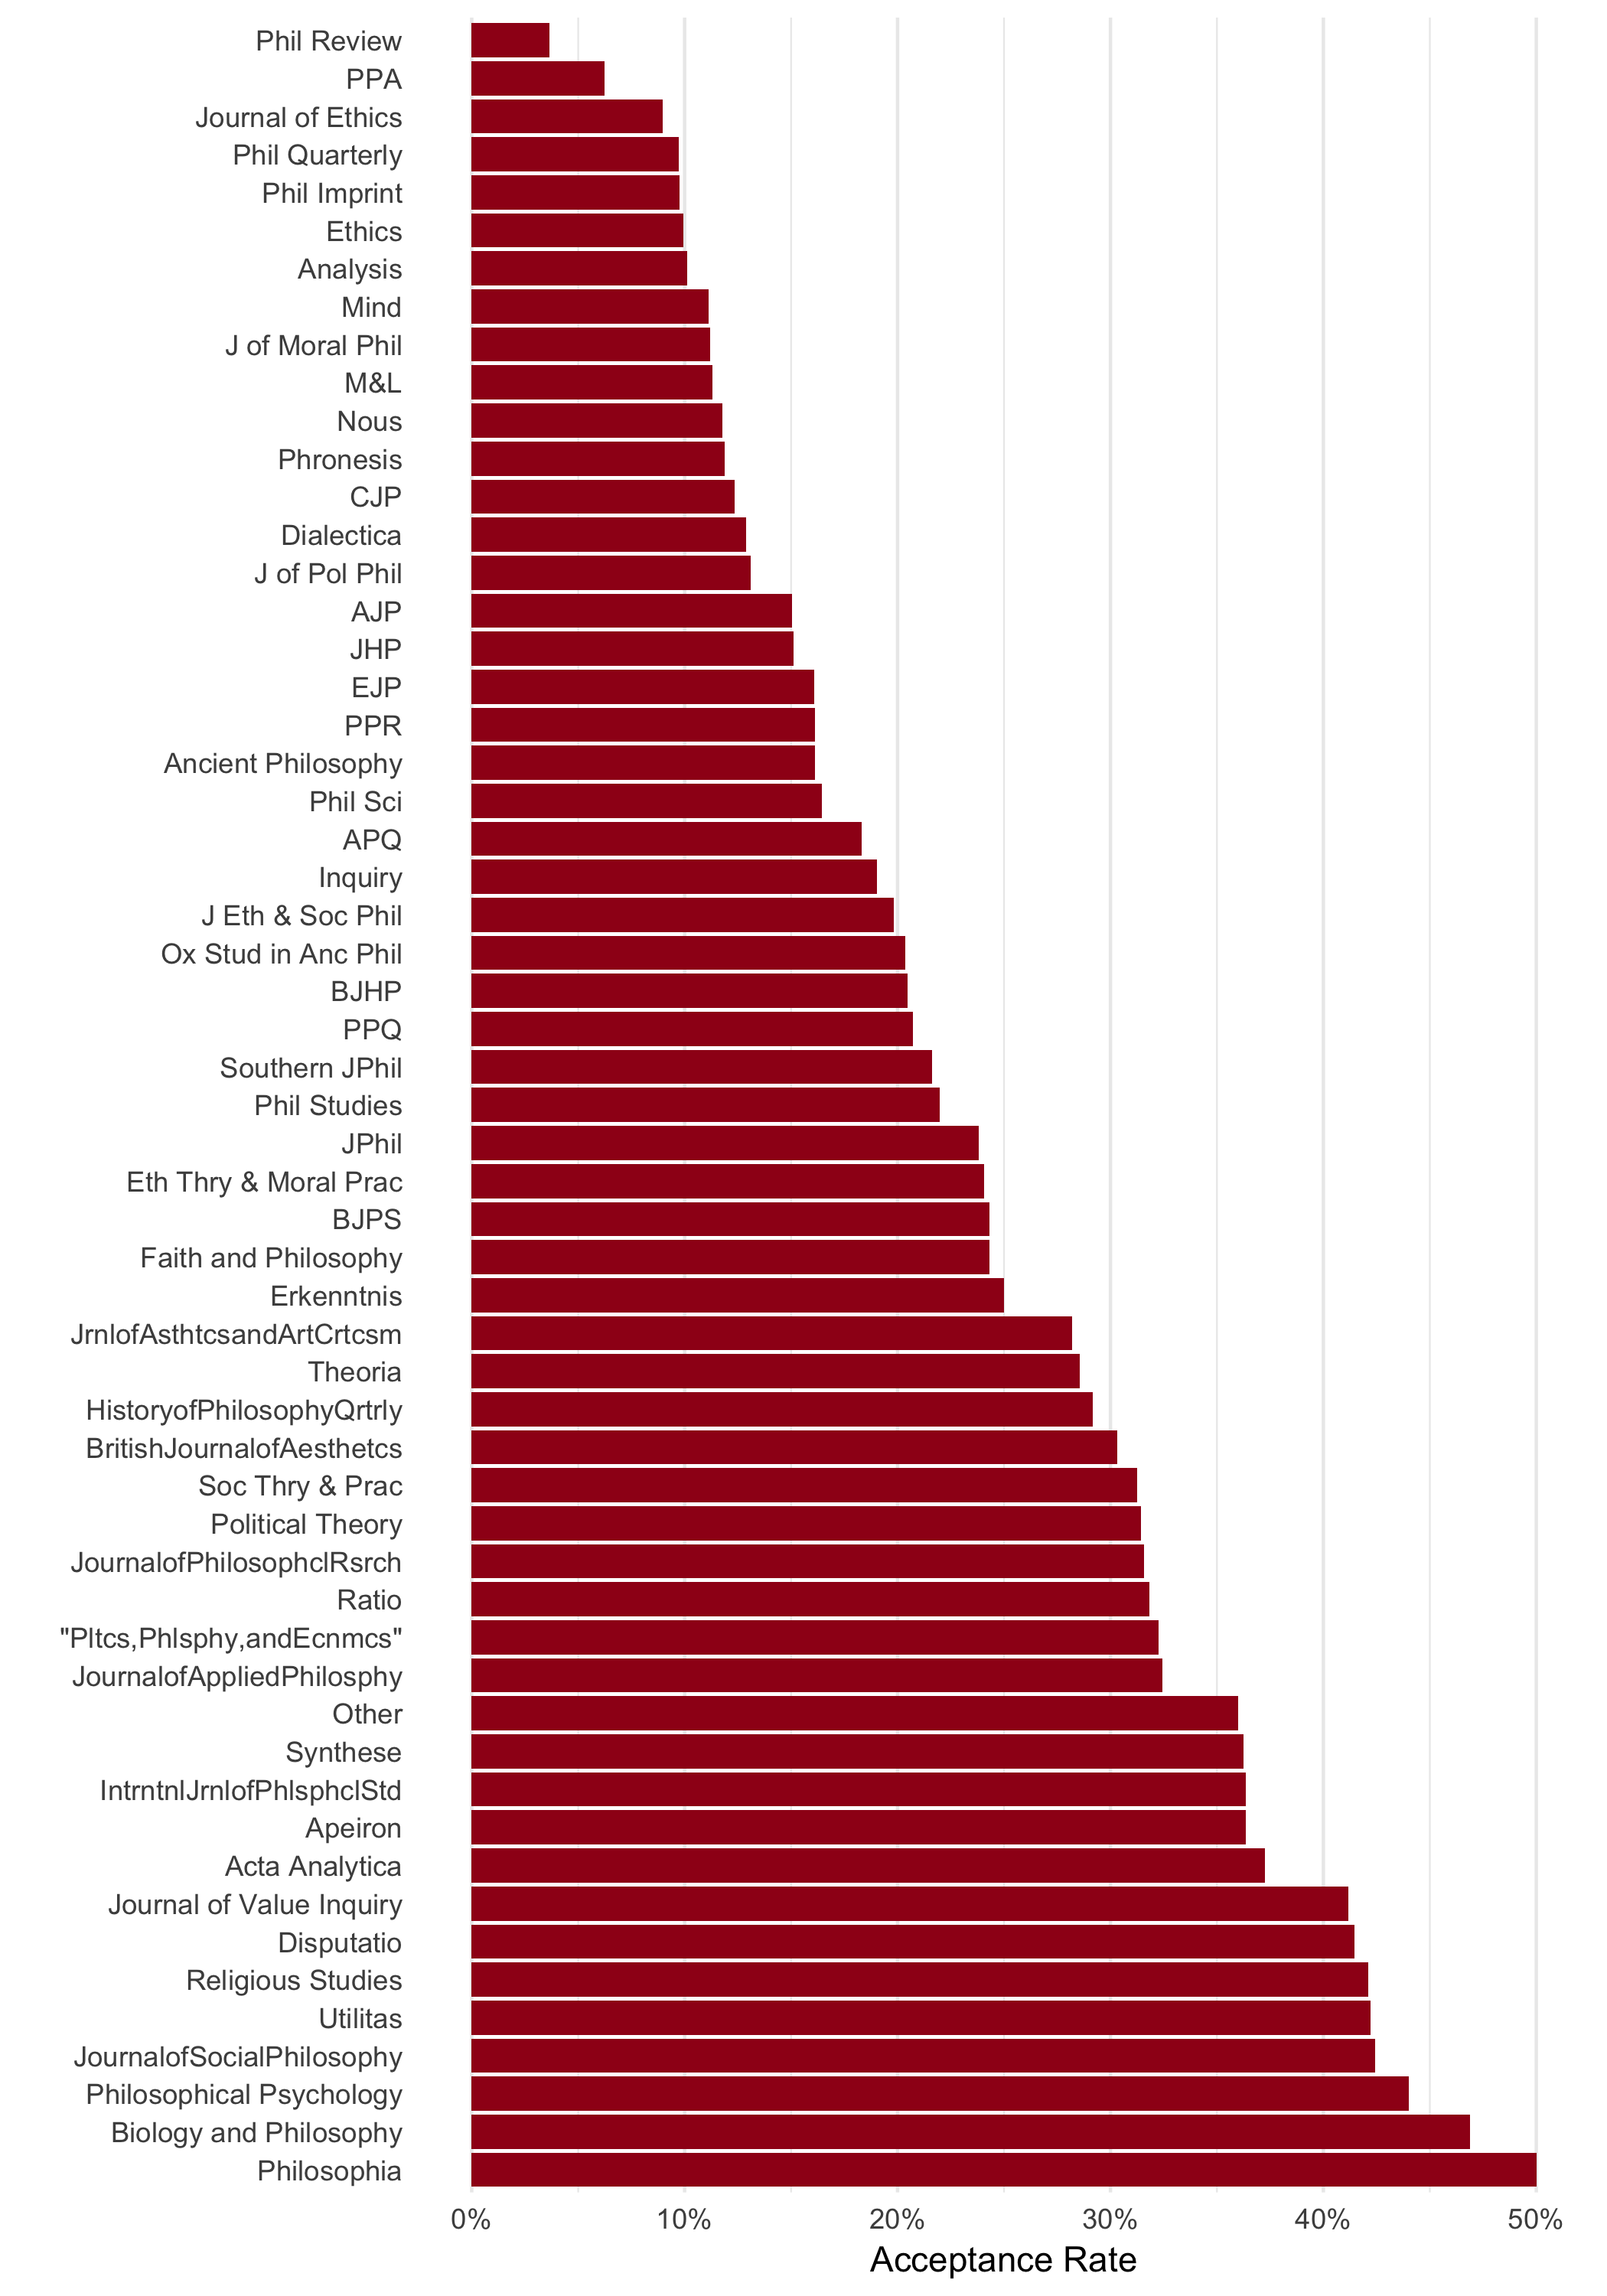 Phil Review
PPA
Journal of Ethics
Phil Quarterly
Phil Imprint
Ethics
Analysis
Mind
J of Moral Phil
M&L
Nous
Phronesis
CJP
Dialectica
J of Pol Phil
AJP
JHP
EJP
PPR
Ancient Philosophy
Phil Sci
APQ
Inquiry
J Eth & Soc Phil
Ox Stud in Anc Phil
BJHP
PPQ
Southern JPhil
Phil Studies
JPhil
Eth Thry & Moral Prac
BJPS
Faith and Philosophy
Erkenntnis
JrnlofAsthtcsandArtCrtcsm
Theoria
HistoryofPhilosophyQrtrly
BritishJournalofAesthetcs
Soc Thry & Prac
Political Theory
JournalofPhilosophclRsrch
Ratio
"Pltcs,Phlsphy,andEcnmcs"
JournalofAppliedPhilosphy
Other
Synthese
IntrntnlJrnlofPhlsphclStd
Apeiron
Acta Analytica
Journal of Value Inquiry
Disputatio
Religious Studies
Utilitas
JournalofSocialPhilosophy
Philosophical Psychology
Biology and Philosophy
Philosophia
0% 10% 20% 30% 40% 50%
Acceptance Rate